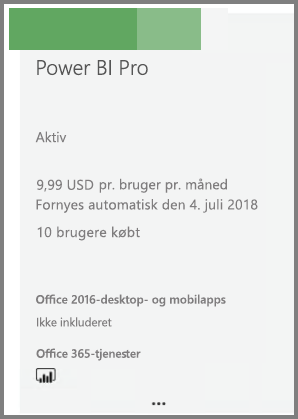 Power BI Pro
Aktiv
9,99 USD pr. bruger pr. måned
Fornyes automatisk den 4. juli 2018
10 brugere købt
Office 2016-desktop- og mobilapps
Ikke inkluderet
Office 365-tjenester